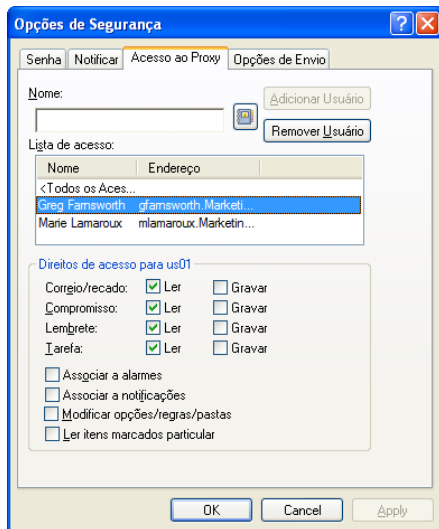 Opções de Segurança
Senha Notificar Acesso ao Proxy Opções de Envio
Nome:
Adicionar Usuário
Remover Usuário
Lista de acesso:
Nome Endereço
<Todos os Aces...
Greg Farnsworth gfarnsworth.Marketi...
Marie Lamaroux mlamaroux.Marketin...
Direitos de acesso para us01
Correio/recado: Ler Gravar
Compromisso: Ler Gravar
Lembrete: Ler Gravar
Tarefa: Ler Gravar
Associar a alarmes
Associar a notificações
Modificar opções/regras/pastas
Ler itens marcados particular
OK Cancel Apply